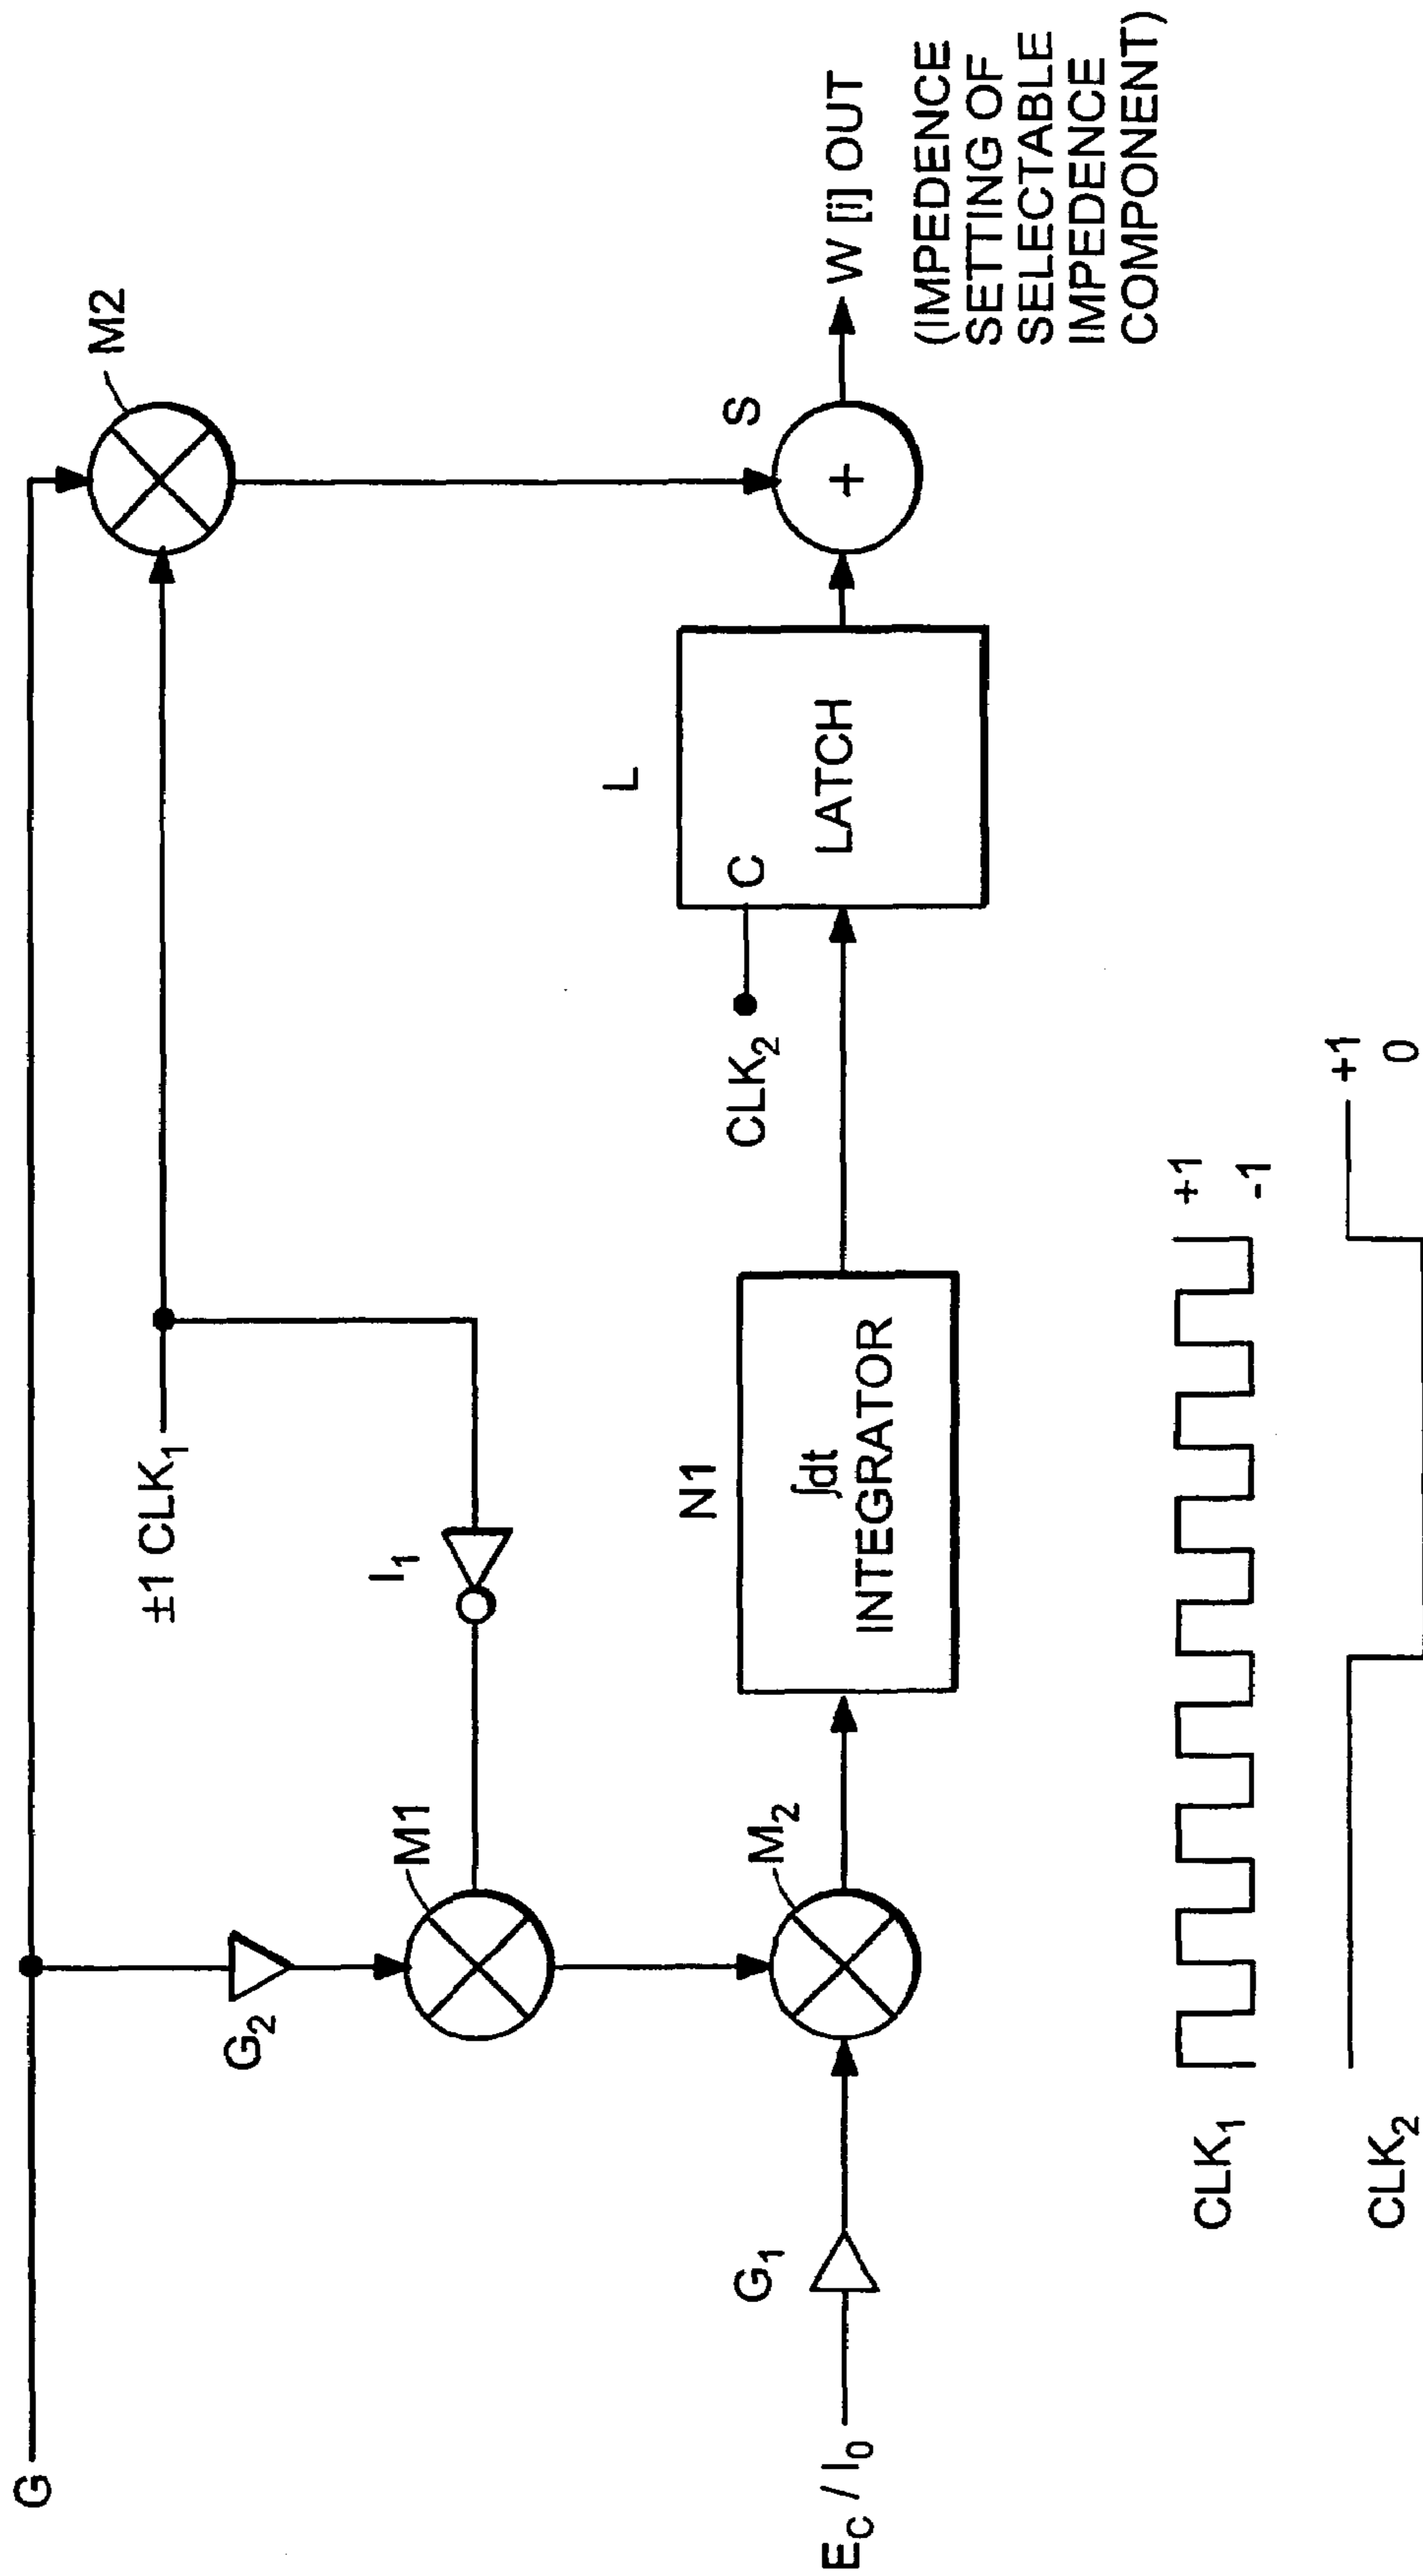 G
±1 CLK₁
M2
G₂
I₁
M1
M₂
N1
∫dt
INTEGRATOR
L
C
LATCH
CLK₂
S
+
W [i] OUT
(IMPEDENCE
SETTING OF
SELECTABLE
IMPEDENCE
COMPONENT)
E_C / I₀
G₁
CLK₁
+1
-1
CLK₂
+1
0